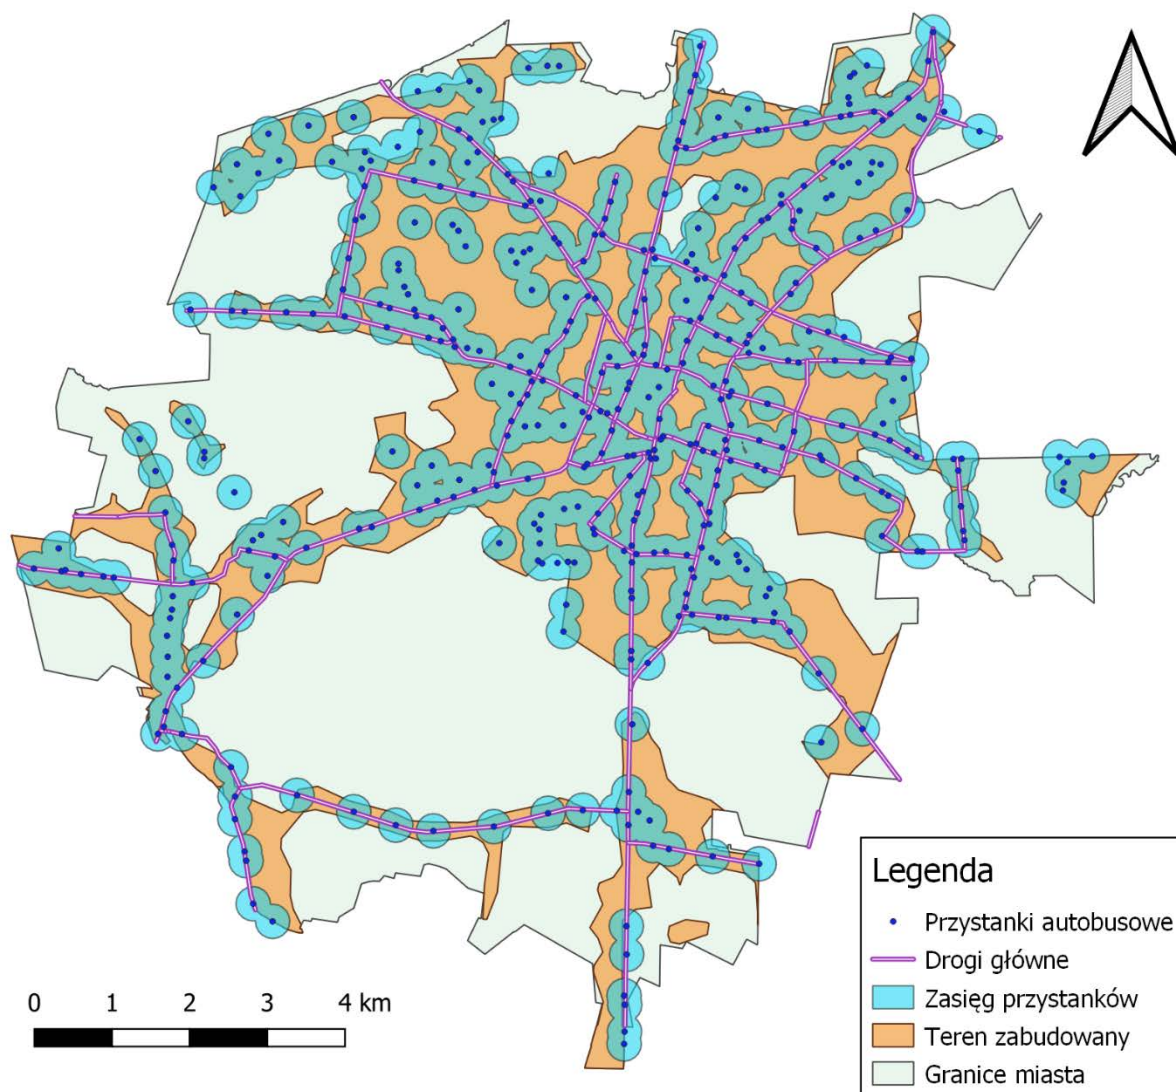 Legenda
Przystanki autobusowe
Drogi główne
Zasięg przystanków
Teren zabudowany
Granice miasta
0 1 2 3 4 km